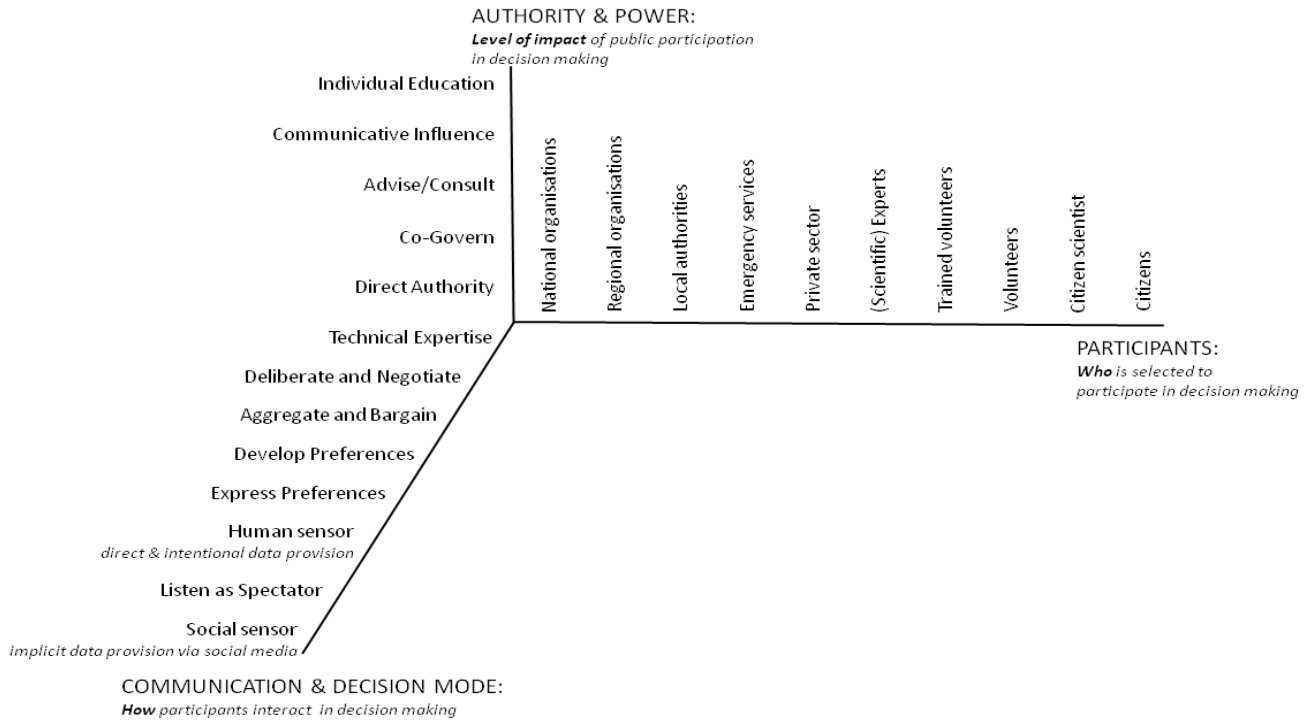 AUTHORITY & POWER:
Level of impact of public participation
in decision making
Individual Education
Communicative Influence
Advise/Consult
Co-Govern
Direct Authority
National organisations
Regional organisations
Local authorities
Emergency services
Private sector
(Scientific) Experts
Trained volunteers
Volunteers
Citizen scientist
Citizens
PARTICIPANTS:
Who is selected to
participate in decision making
Technical Expertise
Deliberate and Negotiate
Aggregate and Bargain
Develop Preferences
Express Preferences
Human sensor
direct & intentional data provision
Listen as Spectator
Social sensor
implicit data provision via social media
COMMUNICATION & DECISION MODE:
How participants interact in decision making